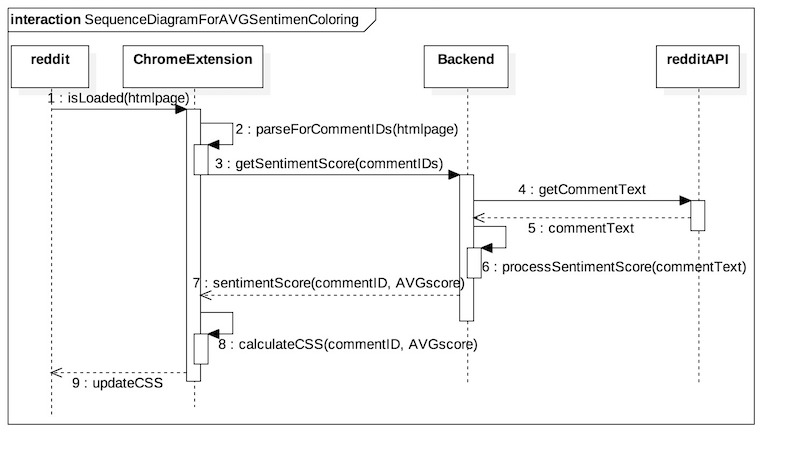 interaction SequenceDiagramForAVGSentimenColoring
reddit
ChromeExtension
Backend
redditAPI
1 : isLoaded(htmlpage)
2 : parseForCommentIDs(htmlpage)
3 : getSentimentScore(commentIDs)
4 : getCommentText
5 : commentText
6 : processSentimentScore(commentText)
7 : sentimentScore(commentID, AVGscore)
8 : calculateCSS(commentID, AVGscore)
9 : updateCSS